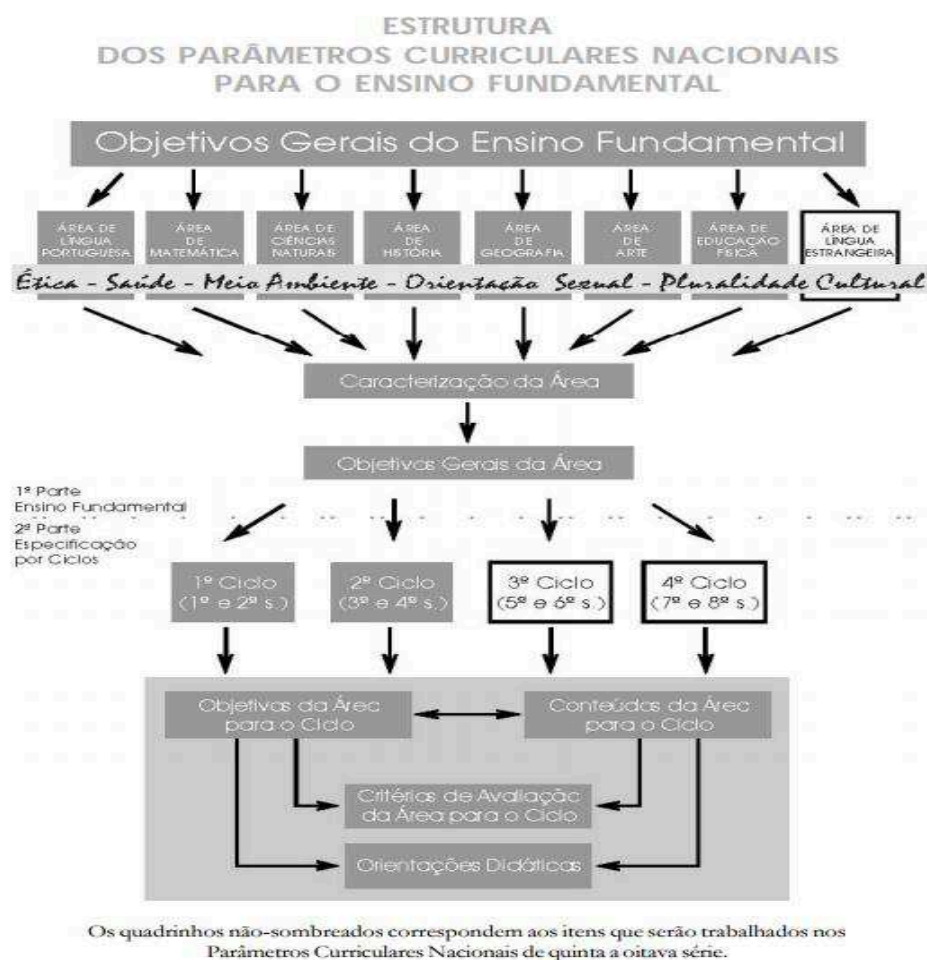 ESTRUTURA
DOS PARÂMETROS CURRICULARES NACIONAIS
PARA O ENSINO FUNDAMENTAL
Objetivos Gerais do Ensino Fundamental
ÁREA DE
LÍNGUA
PORTUGUESA
ÁREA
DE
MATEMÁTICA
ÁREA DE
CIÊNCIAS
NATURAIS
ÁREA
DE
HISTÓRIA
ÁREA
DE
GEOGRAFIA
ÁREA
DE
ARTE
ÁREA DE
EDUCAÇÃO
FÍSICA
ÁREA DE
LÍNGUA
ESTRANGEIRA
Ética - Saúde - Meio Ambiente - Orientação Sexual - Pluralidade Cultural
Caracterização da Área
Objetivos Gerais da Área
1ª Parte
Ensino Fundamental
2ª Parte
Especificação
por Ciclos
1º Ciclo
(1ª e 2ª s.)
2º Ciclo
(3ª e 4ª s.)
3º Ciclo
(5ª e 6ª s.)
4º Ciclo
(7ª e 8ª s.)
Objetivos da Área
para o Ciclo
Conteúdos da Área
para o Ciclo
Critérios de Avaliação
da Área para o Ciclo
Orientações Didáticas
Os quadrinhos não-sombreados correspondem aos itens que serão trabalhados nos
Parâmetros Curriculares Nacionais de quinta a oitava série.